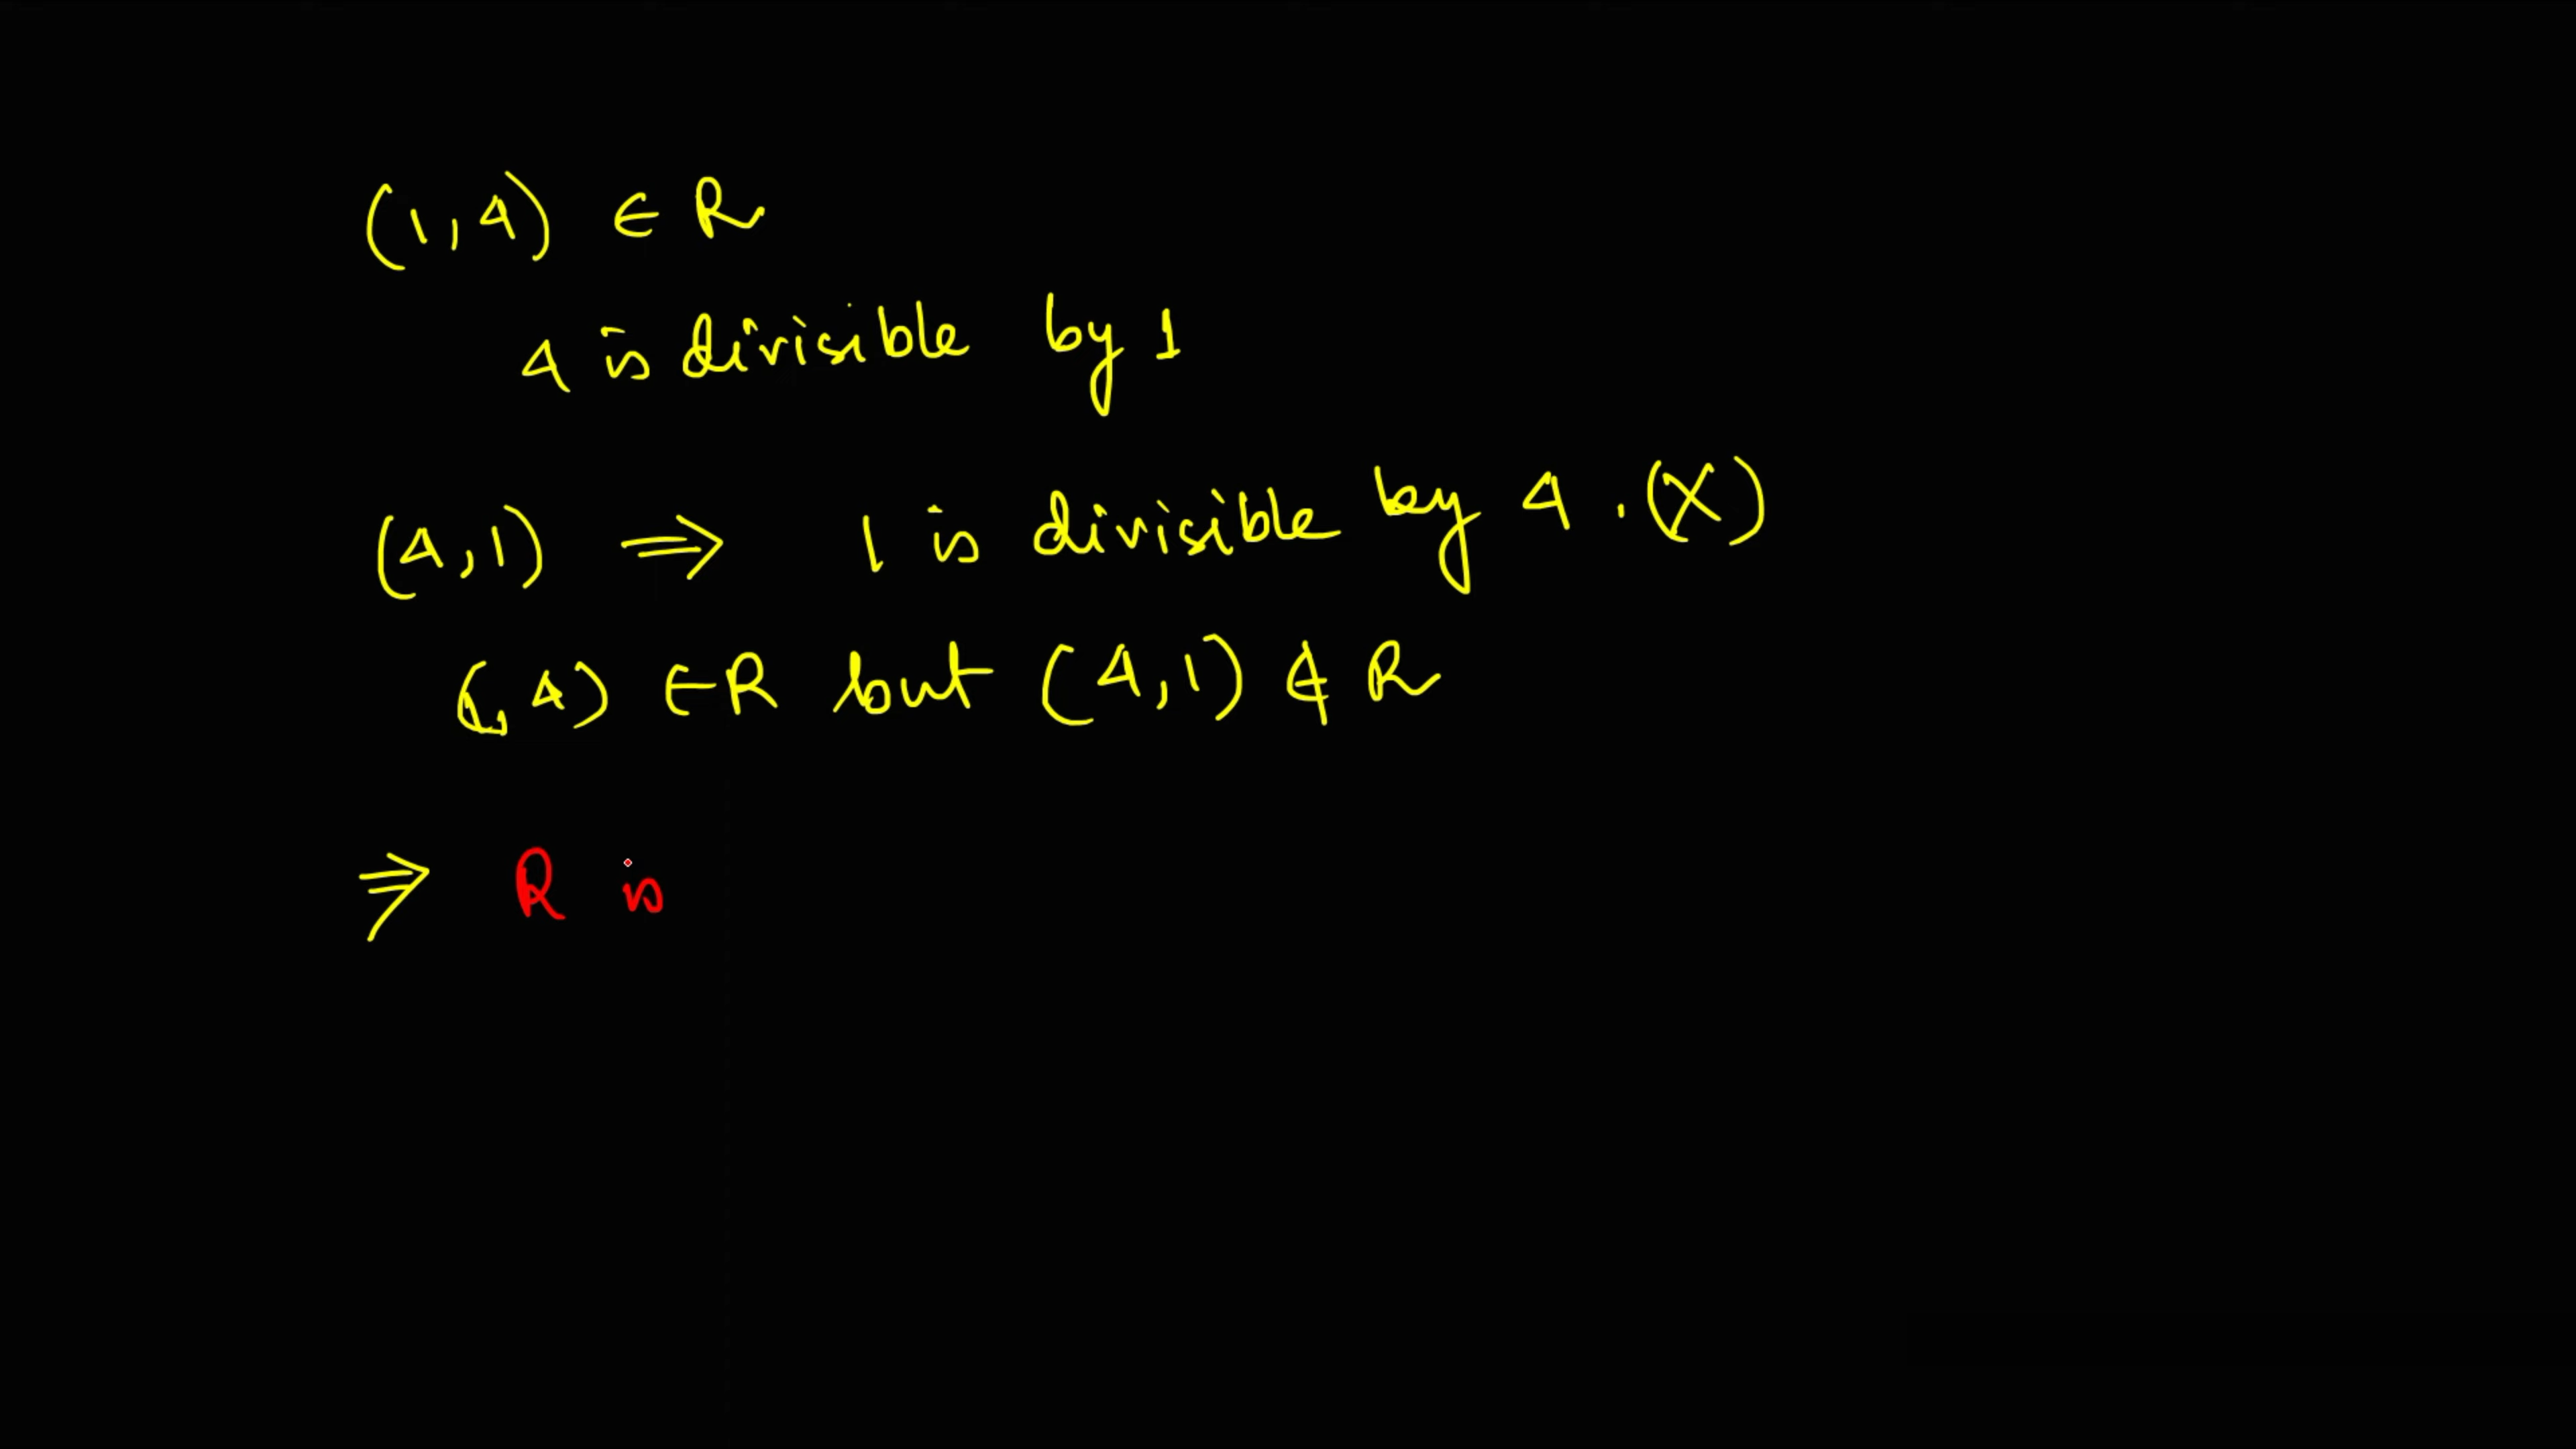 (1,4) ∈ R
4 is divisible by 1
(4,1) ⇒ 1 is divisible by 4 . (X)
(1,4) ∈ R but (4,1) ∉ R
⇒ R is